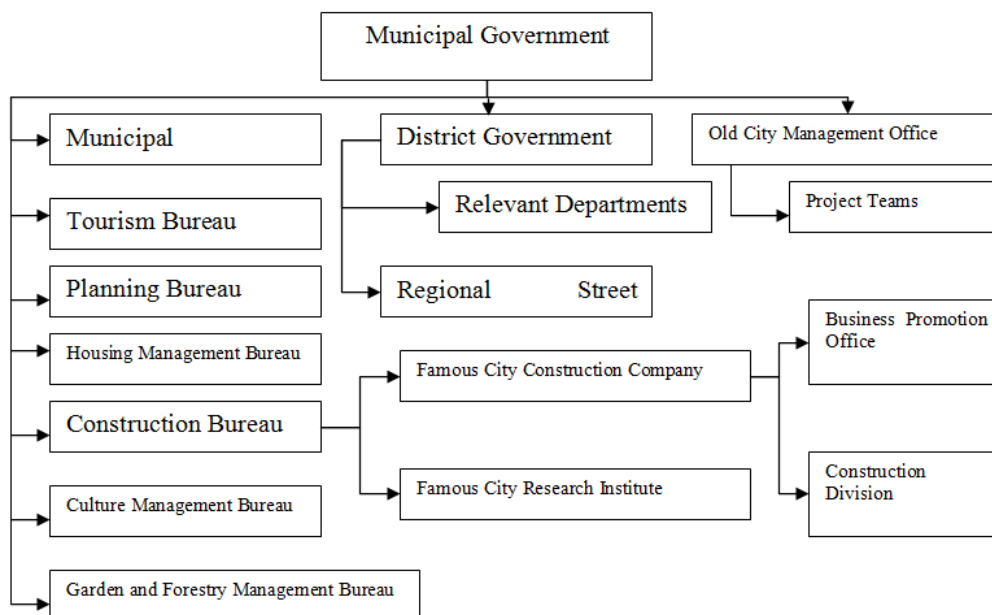 Municipal Government
Municipal
District Government
Old City Management Office
Relevant Departments
Project Teams
Tourism Bureau
Planning Bureau
Regional Street
Housing Management Bureau
Famous City Construction Company
Business Promotion
Office
Construction Bureau
Famous City Research Institute
Construction
Division
Culture Management Bureau
Garden and Forestry Management Bureau